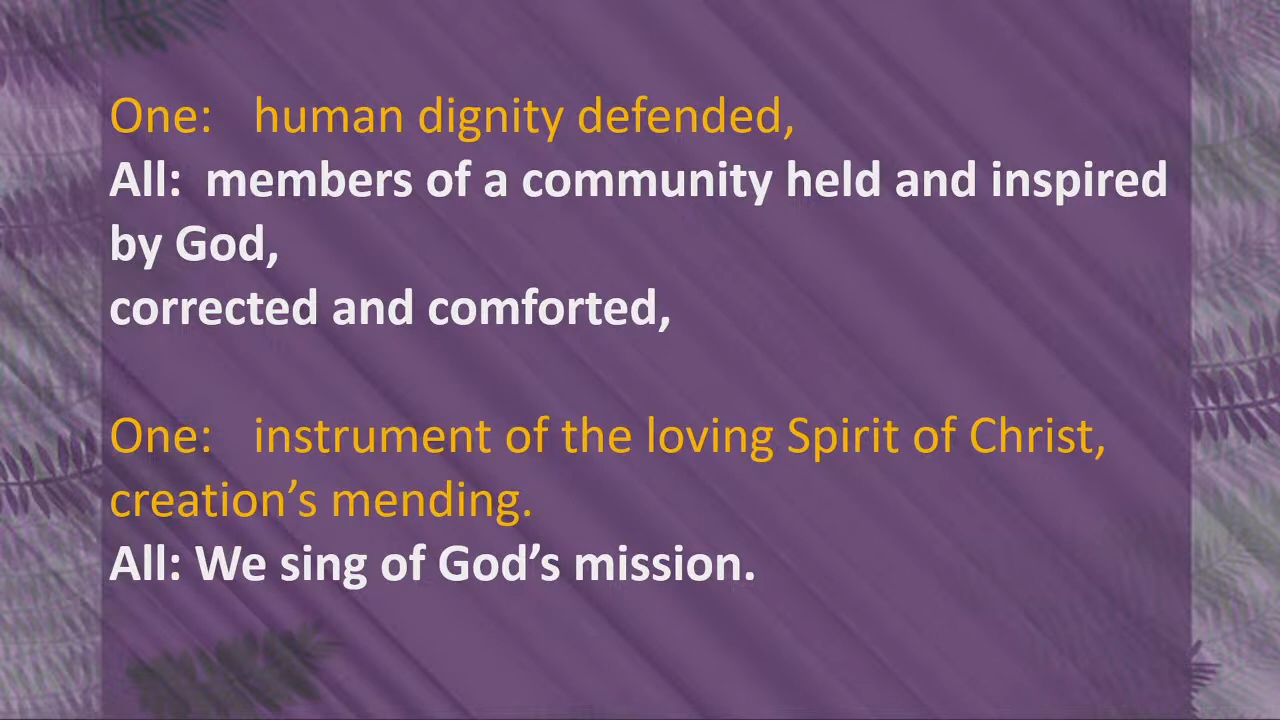 One: human dignity defended,
All: members of a community held and inspired
by God,
corrected and comforted,
One: instrument of the loving Spirit of Christ,
creation’s mending.
All: We sing of God’s mission.